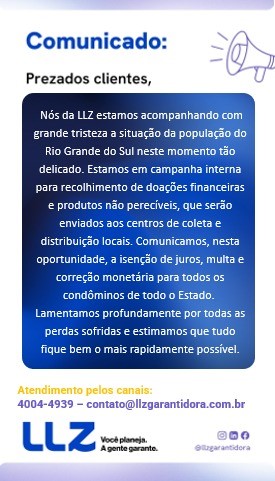 Comunicado:
Prezados clientes,
Nós da LLZ estamos acompanhando com
grande tristeza a situação da população do
Rio Grande do Sul neste momento tão
delicado. Estamos em campanha interna
para recolhimento de doações financeiras
e produtos não perecíveis, que serão
enviados aos centros de coleta e
distribuição locais. Comunicamos, nesta
oportunidade, a isenção de juros, multa e
correção monetária para todos os
condôminos de todo o Estado.
Lamentamos profundamente por todas as
perdas sofridas e estimamos que tudo
fique bem o mais rapidamente possível.
Atendimento pelos canais:
4004-4939 – contato@llzgarantidora.com.br
LLZ
Você planeja.
A gente garante.
@llzgarantidora